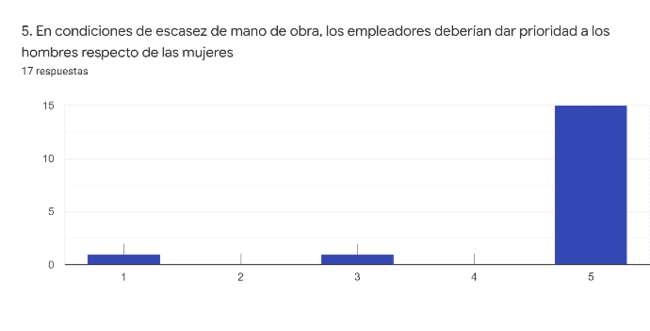 5. En condiciones de escasez de mano de obra, los empleadores deberían dar prioridad a los
hombres respecto de las mujeres
17 respuestas
15
10
5
0
1 2 3 4 5